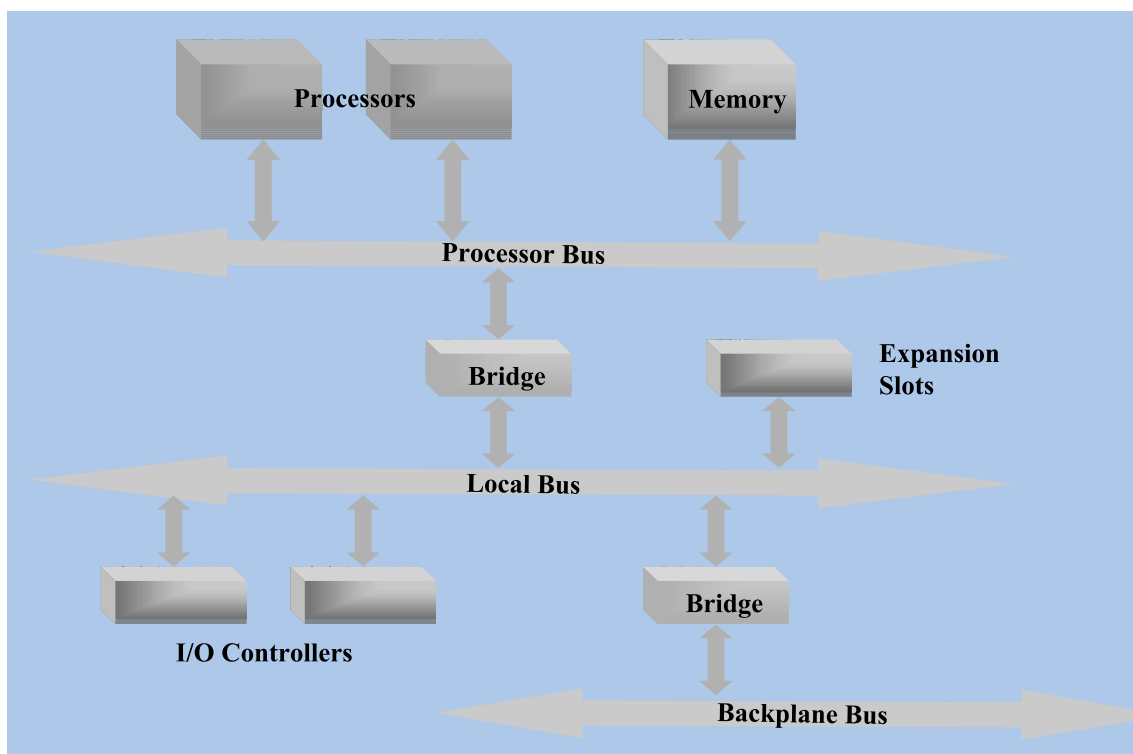 Processors
Memory
Processor Bus
Bridge
Expansion
Slots
Local Bus
Bridge
I/O Controllers
Backplane Bus